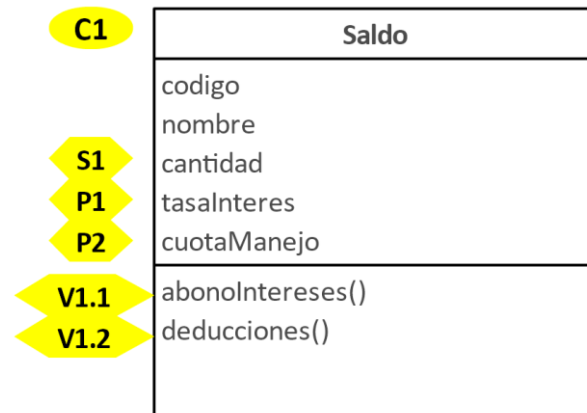 C1 Saldo
codigo
nombre
S1 cantidad
P1 tasaInteres
P2 cuotaManejo
V1.1 abonoIntereses()
V1.2 deducciones()